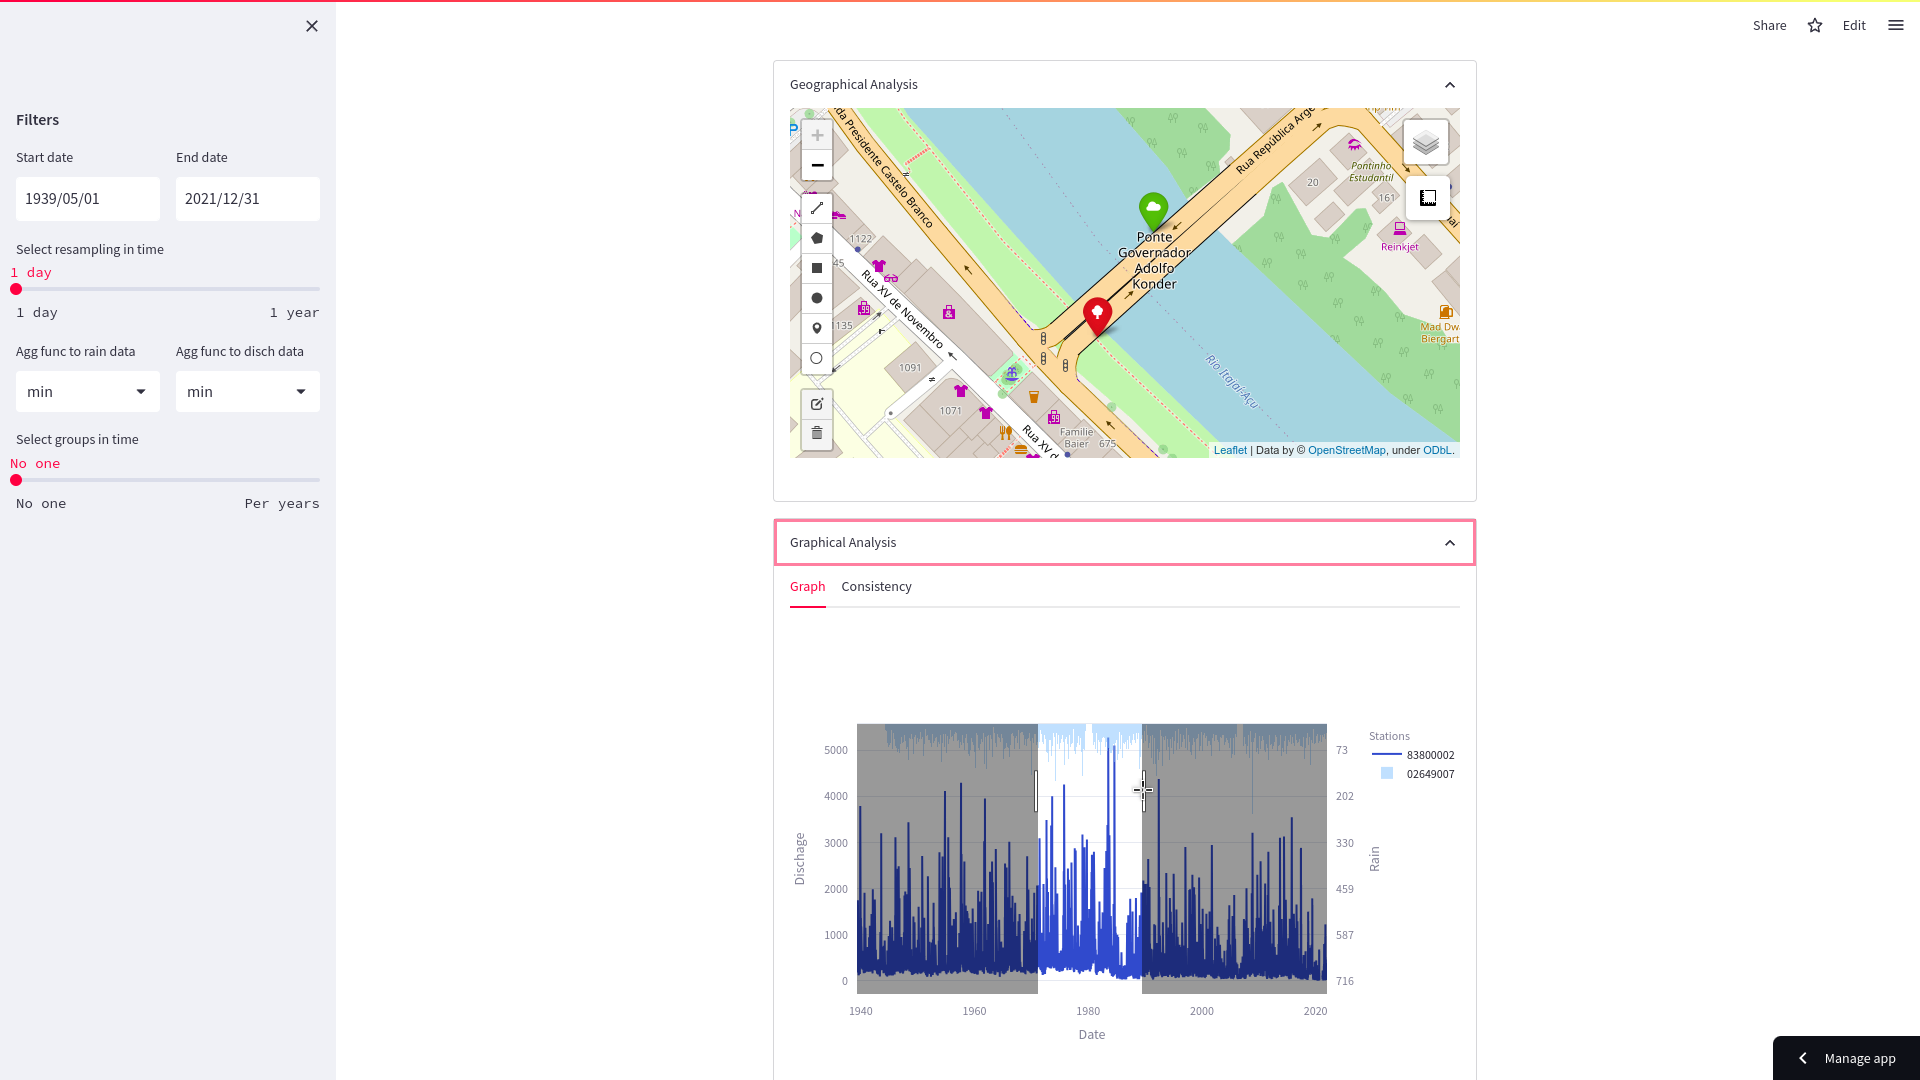 Share
Edit
Filters
Start date
End date
1939/05/01
2021/12/31
Select resampling in time
1 day
1 day
1 year
Agg func to rain data
Agg func to disch data
min
min
Select groups in time
No one
No one
Per years
Geographical Analysis
P
da Presidente Castelo Branco
Rua República Arge
Pontinho
Estudantil
20
161
Reinkjet
1122
45
Rua XV de Novembro
1135
Ponte
Governador
Adolfo
Konder
Mad Dw
Biergart
Rio Itajaí-Açu
1091
1071
Rua XV d
Familie
Baier
675
Leaflet | Data by © OpenStreetMap, under ODbL.
Graphical Analysis
Graph
Consistency
Stations
83800002
02649007
5000
4000
3000
2000
1000
0
73
202
330
459
587
716
Dischage
Rain
1940
1960
1980
2000
2020
Date
Manage app